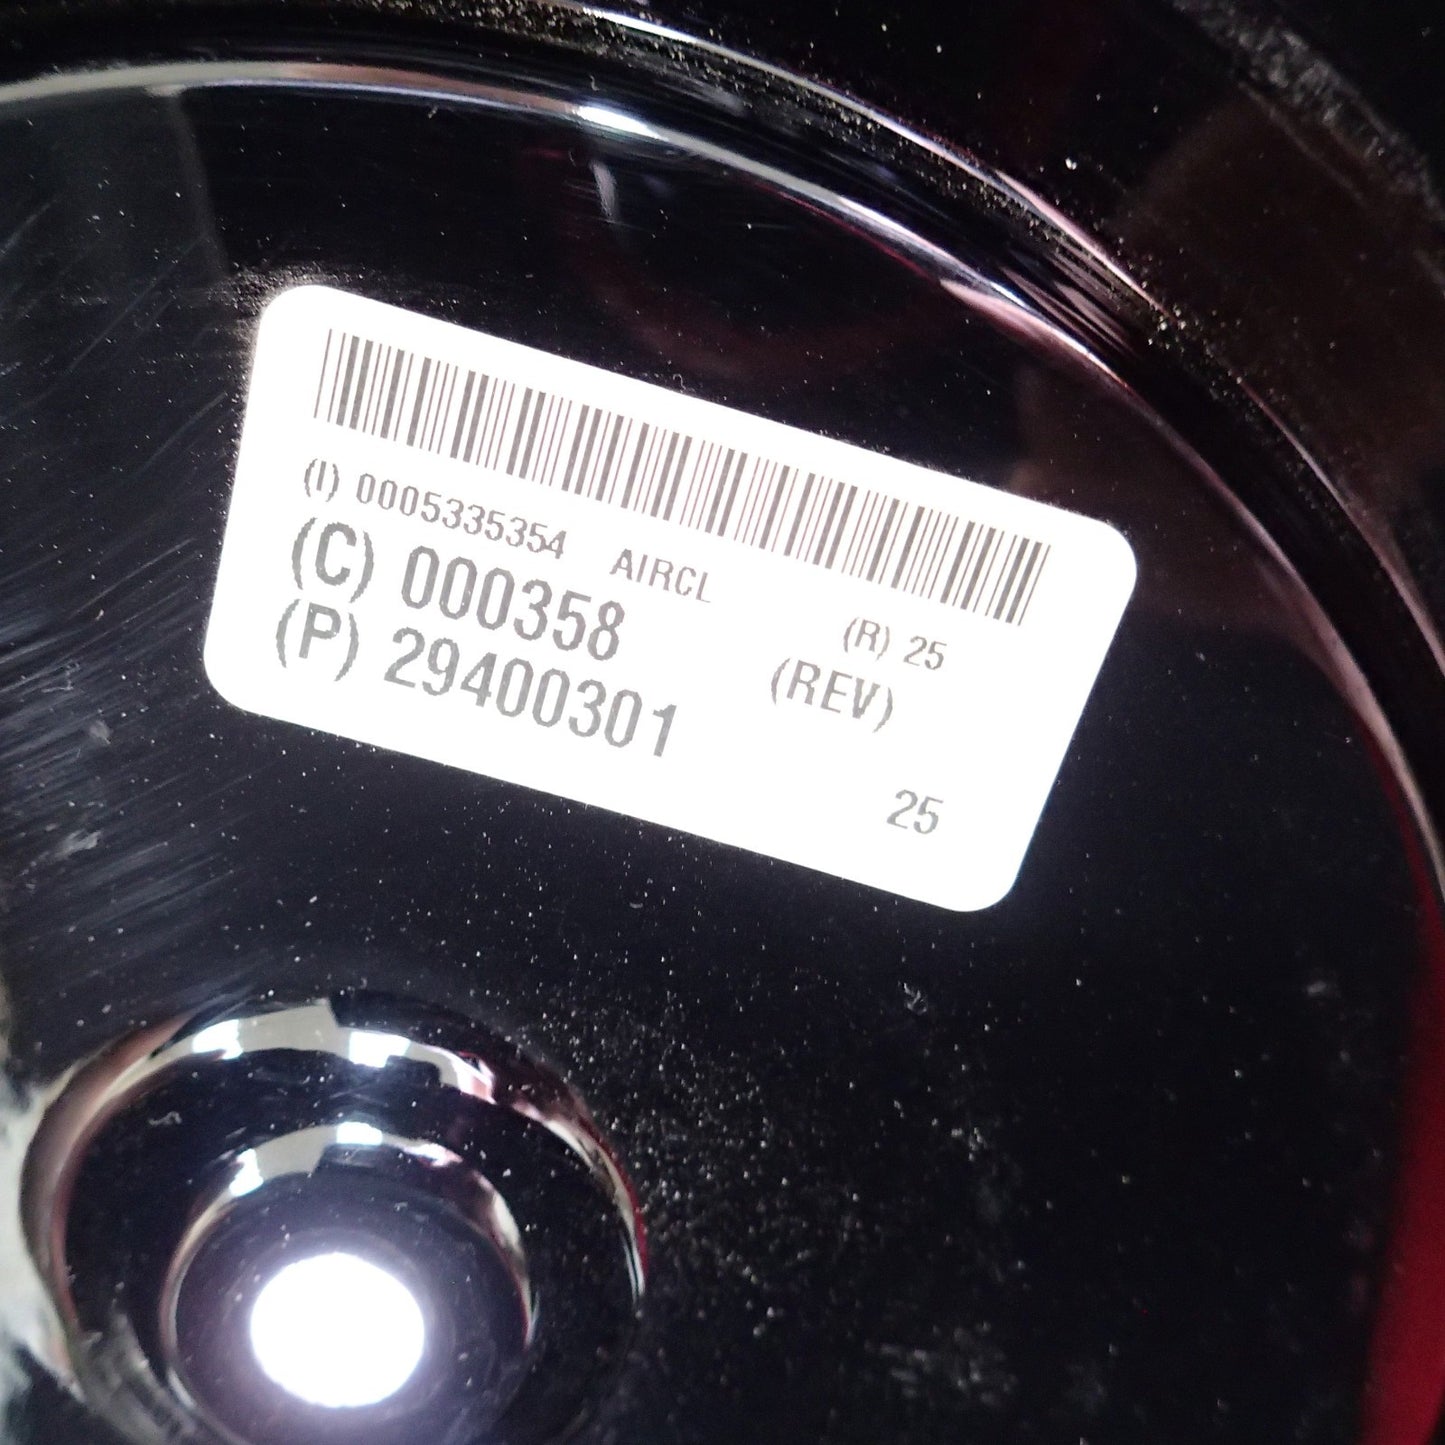 (I) 0005335354 AIRCL (R) 25
(C) 000358 (REV)
(P) 29400301
25